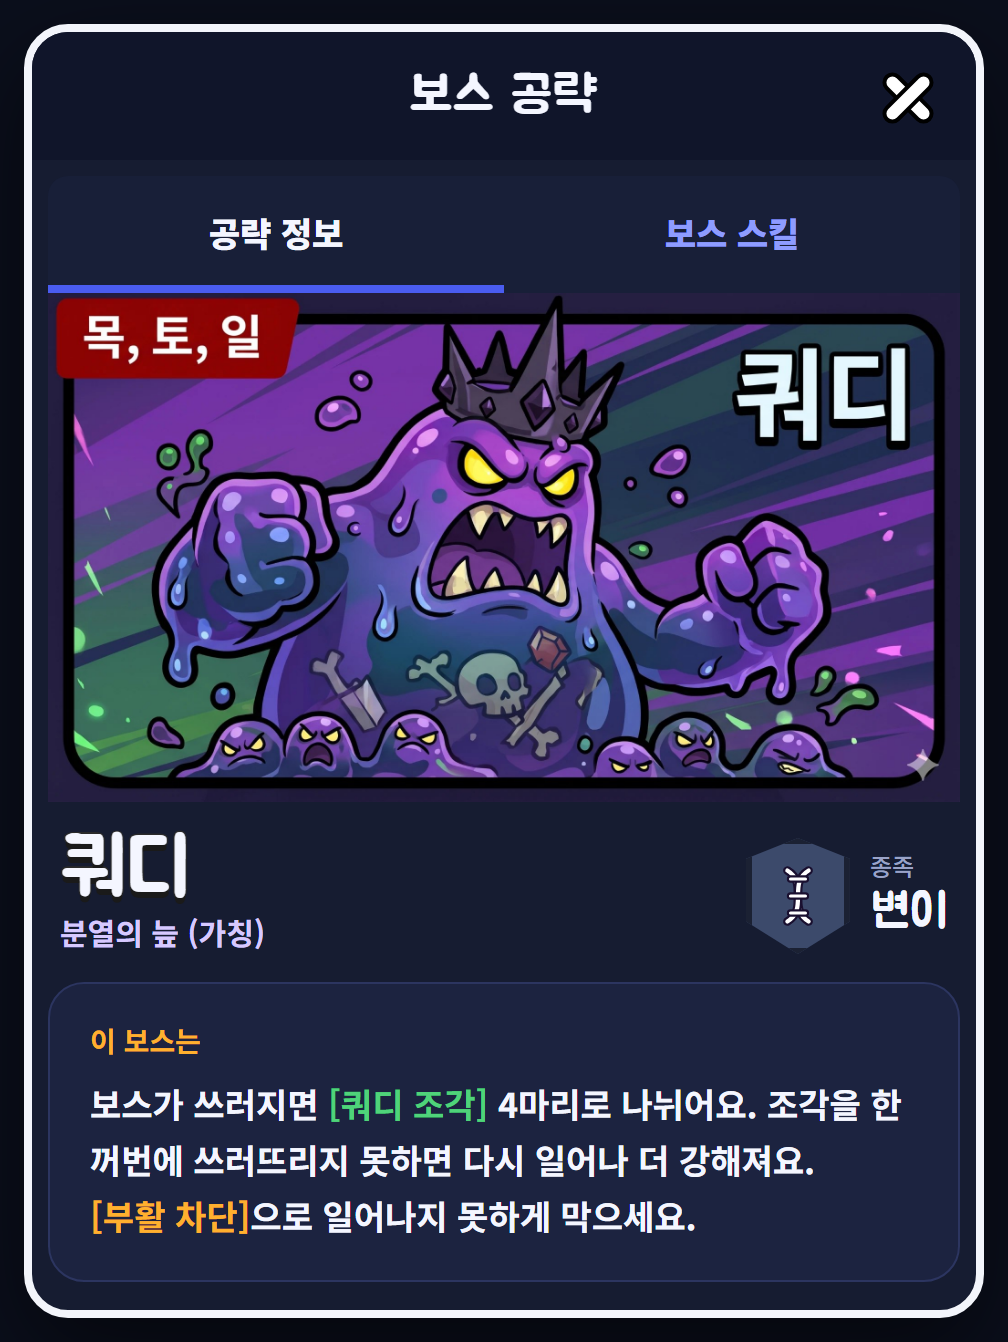 보스 공략
공략 정보
보스 스킬
목, 토, 일
쿼디
쿼디
분열의 늪 (가칭)
종족
변이
이 보스는
보스가 쓰러지면 [쿼디 조각] 4마리로 나뉘어요. 조각을 한
꺼번에 쓰러뜨리지 못하면 다시 일어나 더 강해져요.
[부활 차단]으로 일어나지 못하게 막으세요.